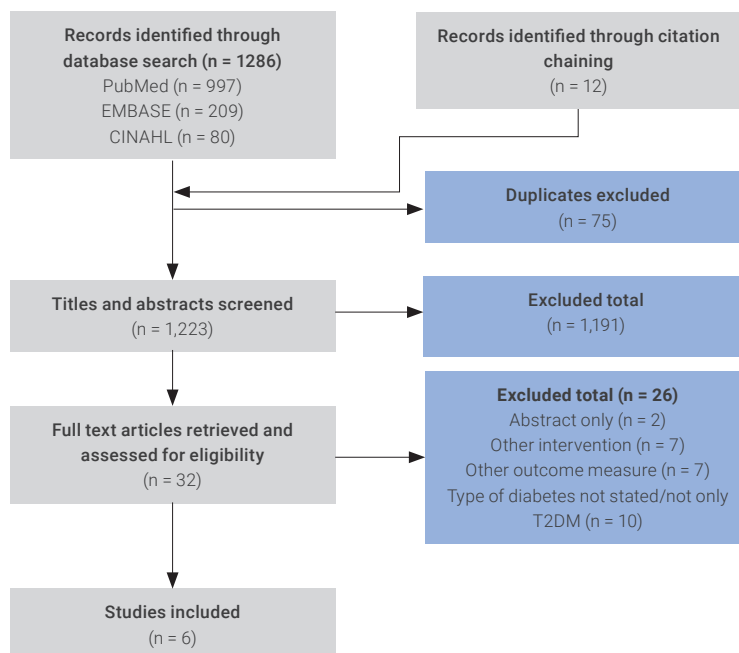 Records identified through
database search (n = 1286)
PubMed (n = 997)
EMBASE (n = 209)
CINAHL (n = 80)
Records identified through citation
chaining
(n = 12)
Duplicates excluded
(n = 75)
Titles and abstracts screened
(n = 1,223)
Excluded total
(n = 1,191)
Full text articles retrieved and
assessed for eligibility
(n = 32)
Excluded total (n = 26)
Abstract only (n = 2)
Other intervention (n = 7)
Other outcome measure (n = 7)
Type of diabetes not stated/not only
T2DM (n = 10)
Studies included
(n = 6)